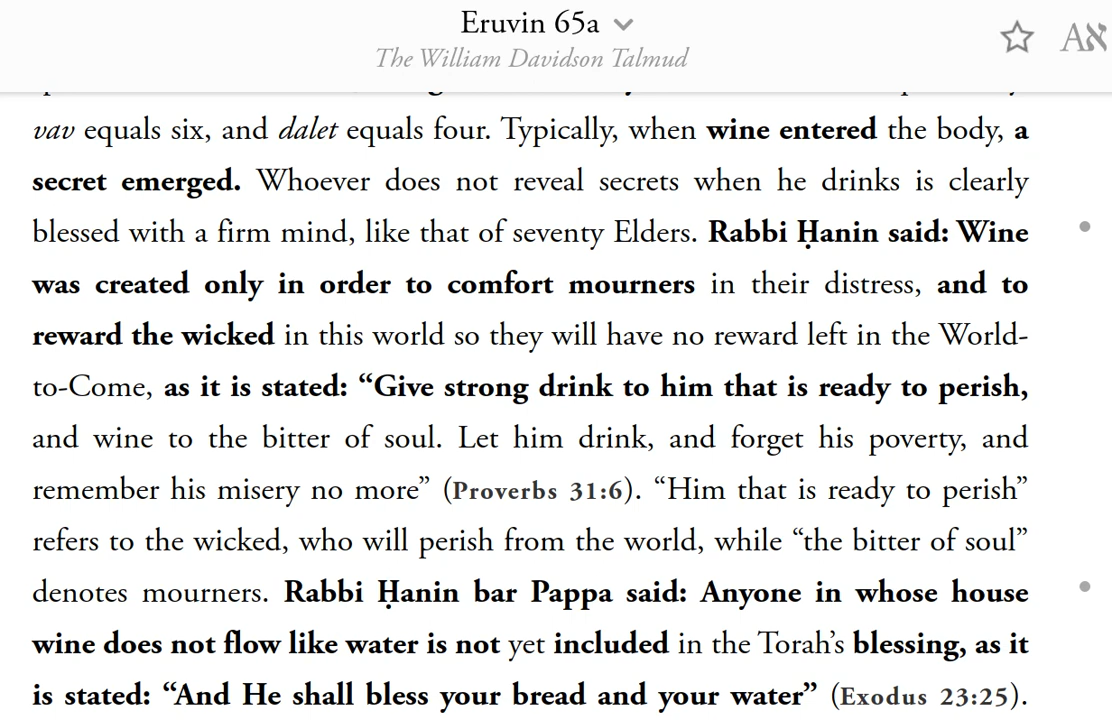 Eruvin 65a
The William Davidson Talmud
Aא
vav equals six, and dalet equals four. Typically, when wine entered the body, a
secret emerged. Whoever does not reveal secrets when he drinks is clearly
blessed with a firm mind, like that of seventy Elders. Rabbi Ḥanin said: Wine
was created only in order to comfort mourners in their distress, and to
reward the wicked in this world so they will have no reward left in the World-
to-Come, as it is stated: “Give strong drink to him that is ready to perish,
and wine to the bitter of soul. Let him drink, and forget his poverty, and
remember his misery no more” (Proverbs 31:6). “Him that is ready to perish”
refers to the wicked, who will perish from the world, while “the bitter of soul”
denotes mourners. Rabbi Ḥanin bar Pappa said: Anyone in whose house
wine does not flow like water is not yet included in the Torah’s blessing, as it
is stated: “And He shall bless your bread and your water” (Exodus 23:25).